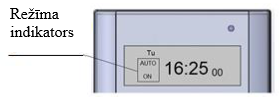 Režīma
indikators
Tu
AUTO
ON
16:25 00